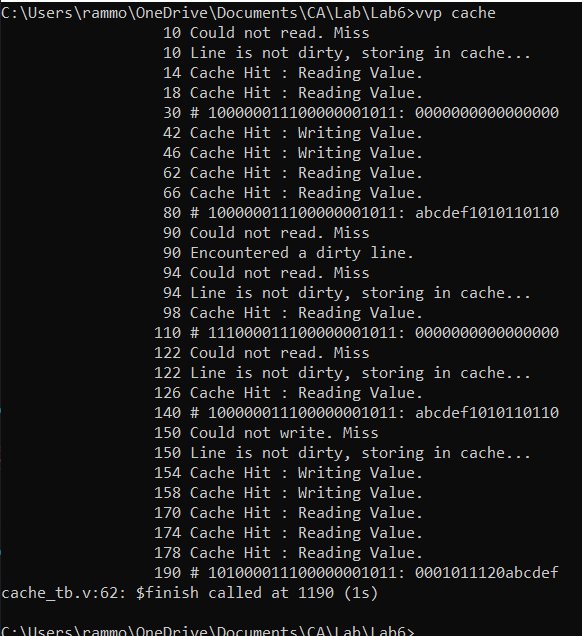 C:\Users\rammo\OneDrive\Documents\CA\Lab\Lab6>vvp cache
10 Could not read. Miss
10 Line is not dirty, storing in cache...
14 Cache Hit : Reading Value.
18 Cache Hit : Reading Value.
30 # 100000011100000001011: 0000000000000000
42 Cache Hit : Writing Value.
46 Cache Hit : Writing Value.
62 Cache Hit : Reading Value.
66 Cache Hit : Reading Value.
80 # 100000011100000001011: abcdef1010110110
90 Could not read. Miss
90 Encountered a dirty line.
94 Could not read. Miss
94 Line is not dirty, storing in cache...
98 Cache Hit : Reading Value.
110 # 111000011100000001011: 0000000000000000
122 Could not read. Miss
122 Line is not dirty, storing in cache...
126 Cache Hit : Reading Value.
140 # 100000011100000001011: abcdef1010110110
150 Could not write. Miss
150 Line is not dirty, storing in cache...
154 Cache Hit : Writing Value.
158 Cache Hit : Writing Value.
170 Cache Hit : Reading Value.
174 Cache Hit : Reading Value.
178 Cache Hit : Reading Value.
190 # 101000011100000001011: 0001011120abcdef
cache_tb.v:62: $finish called at 1190 (1s)
C:\Users\rammo\OneDrive\Documents\CA\Lab\Lab6>